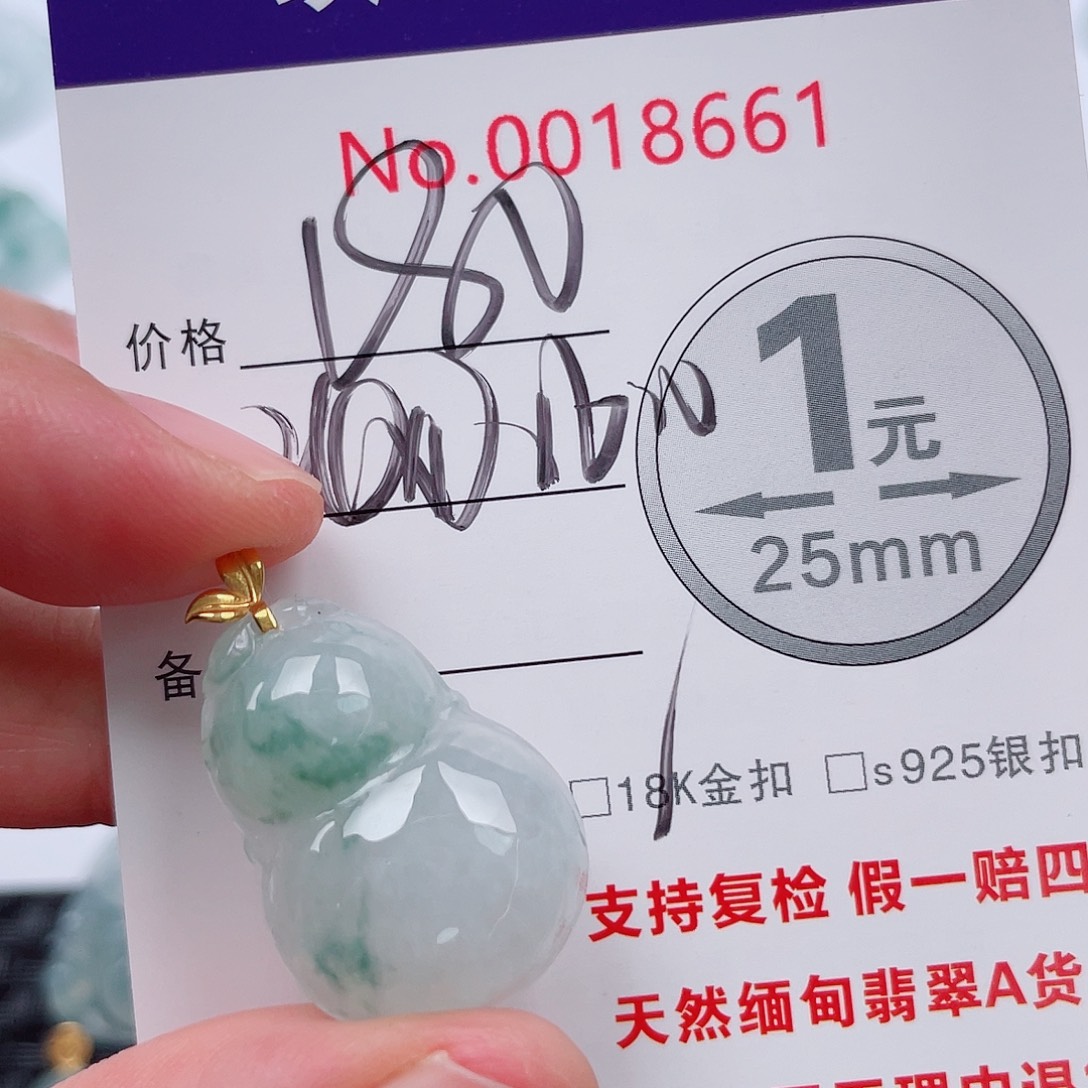 No.0018661
价格 180
1元
25mm
备
□18K金扣 □s925银扣
支持复检 假一赔四
天然缅甸翡翠A货